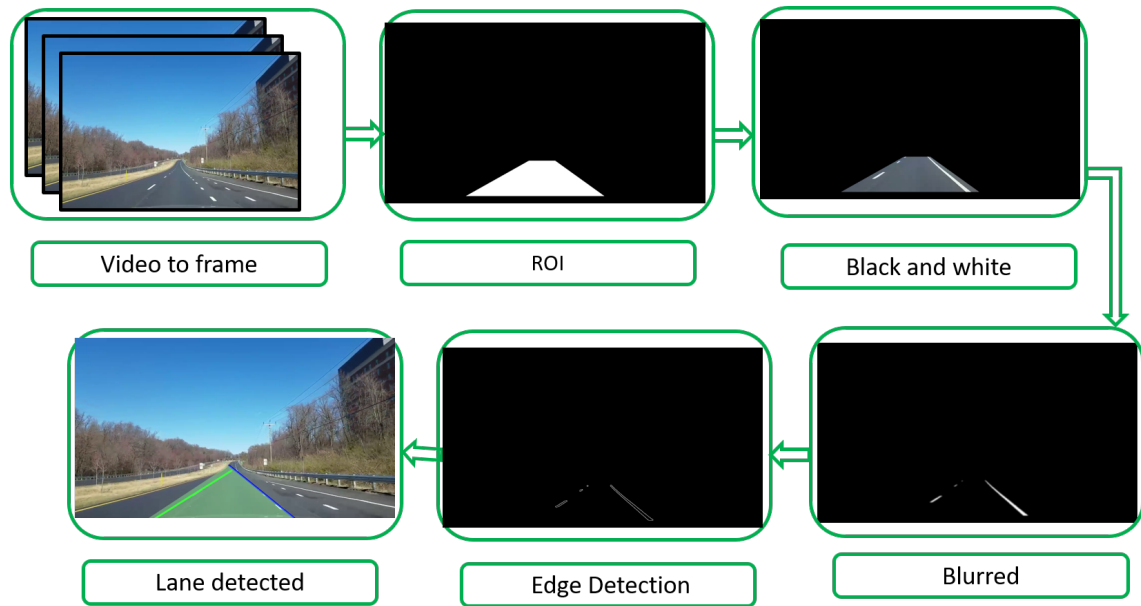 Video to frame
ROI
Black and white
Lane detected
Edge Detection
Blurred